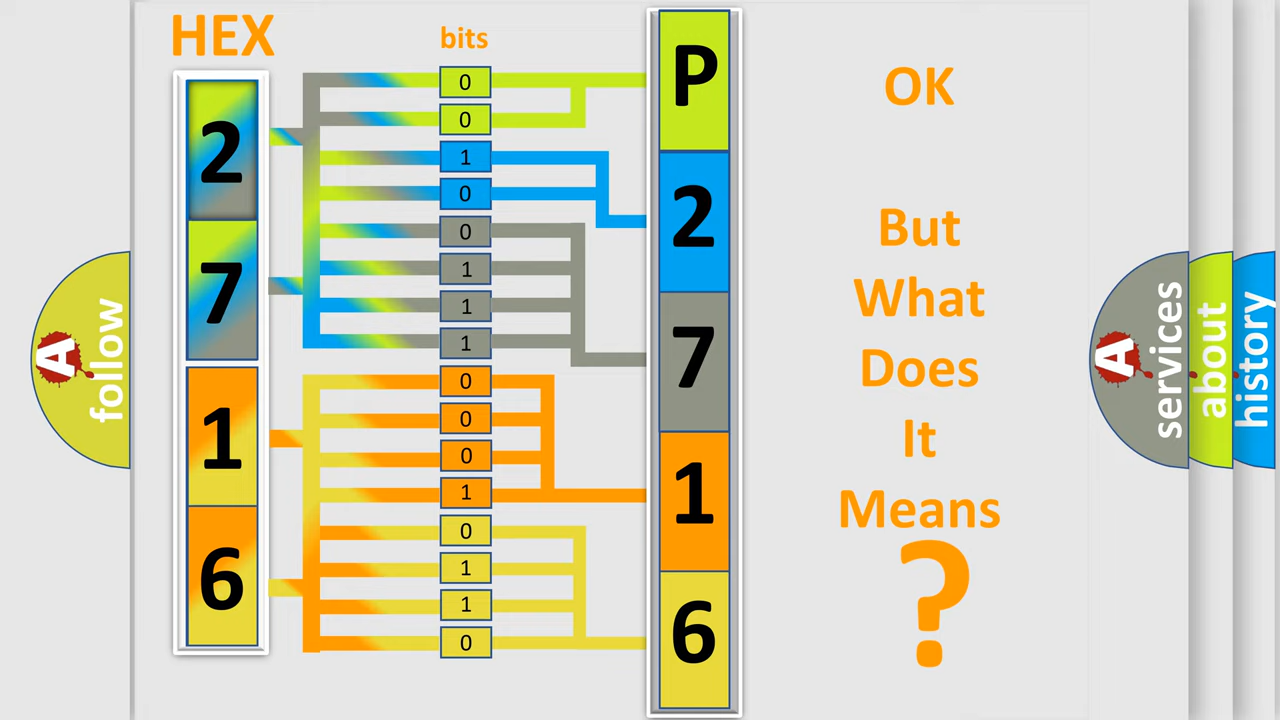 HEX
bits
2
7
1
6
0
0
1
0
0
1
1
1
0
0
0
1
0
1
1
0
P
2
7
1
6
OK
But
What
Does
It
Means
?
A
follow
A
services
about
history